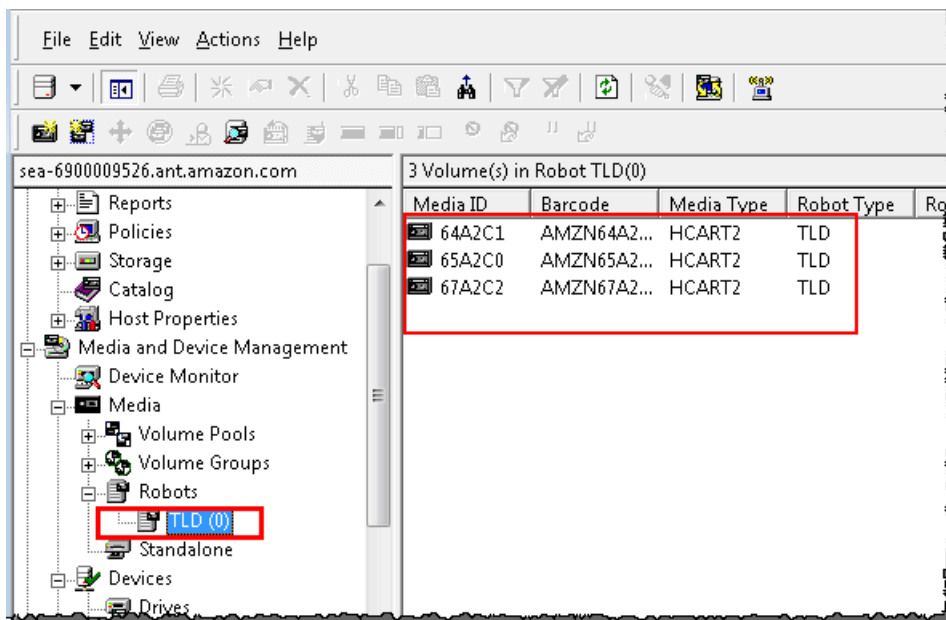 File Edit View Actions Help
sea-6900009526.ant.amazon.com
3 Volume(s) in Robot TLD(0)
Reports
Policies
Storage
Catalog
Host Properties
Media and Device Management
Device Monitor
Media
Volume Pools
Volume Groups
Robots
TLD (0)
Standalone
Devices
Drives
Media ID Barcode Media Type Robot Type Ro
64A2C1 AMZN64A2... HCART2 TLD
65A2C0 AMZN65A2... HCART2 TLD
67A2C2 AMZN67A2... HCART2 TLD